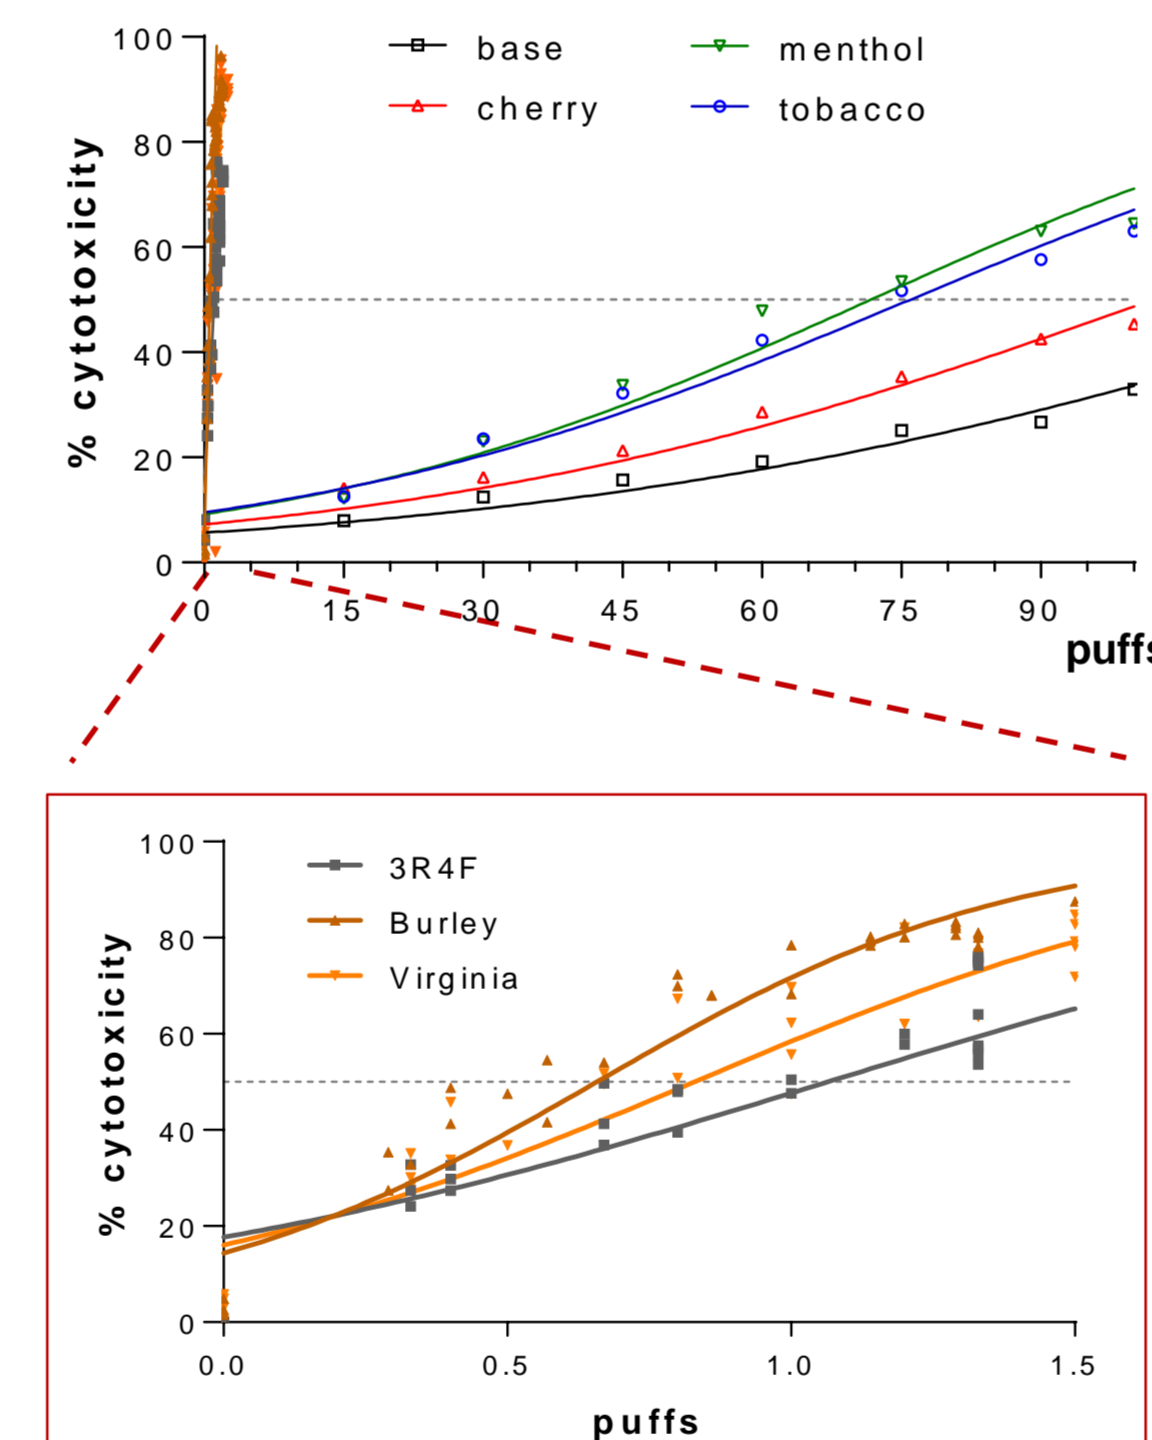 base
menthol
cherry
tobacco
% cytotoxicity
100
80
60
40
20
0
0 15 30 45 60 75 90
puffs
3R4F
Burley
Virginia
% cytotoxicity
100
80
60
40
20
0
0.0 0.5 1.0 1.5
puffs